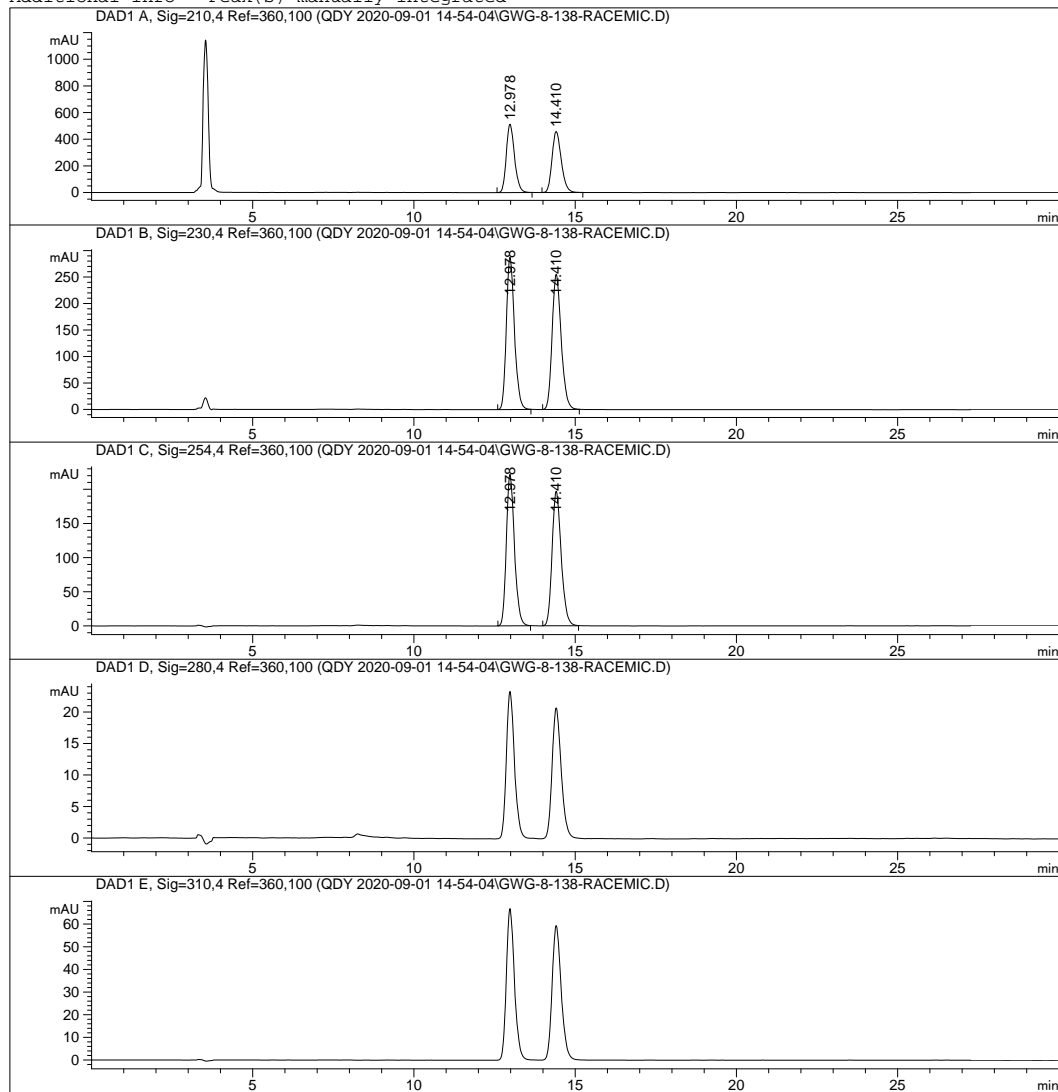 Additional Info : Peak(s) manually integrated
DAD1 A, Sig=210,4 Ref=360,100 (QDY 2020-09-01 14-54-04\GWG-8-138-RACEMIC.D)
mAU
1000
800
600
400
200
0
12.978
14.410
5 10 15 20 25 min
DAD1 B, Sig=230,4 Ref=360,100 (QDY 2020-09-01 14-54-04\GWG-8-138-RACEMIC.D)
mAU
250
200
150
100
50
0
12.978
14.410
5 10 15 20 25 min
DAD1 C, Sig=254,4 Ref=360,100 (QDY 2020-09-01 14-54-04\GWG-8-138-RACEMIC.D)
mAU
150
100
50
0
12.978
14.410
5 10 15 20 25 min
DAD1 D, Sig=280,4 Ref=360,100 (QDY 2020-09-01 14-54-04\GWG-8-138-RACEMIC.D)
mAU
20
15
10
5
0
5 10 15 20 25 min
DAD1 E, Sig=310,4 Ref=360,100 (QDY 2020-09-01 14-54-04\GWG-8-138-RACEMIC.D)
mAU
60
50
40
30
20
10
0
5 10 15 20 25 min